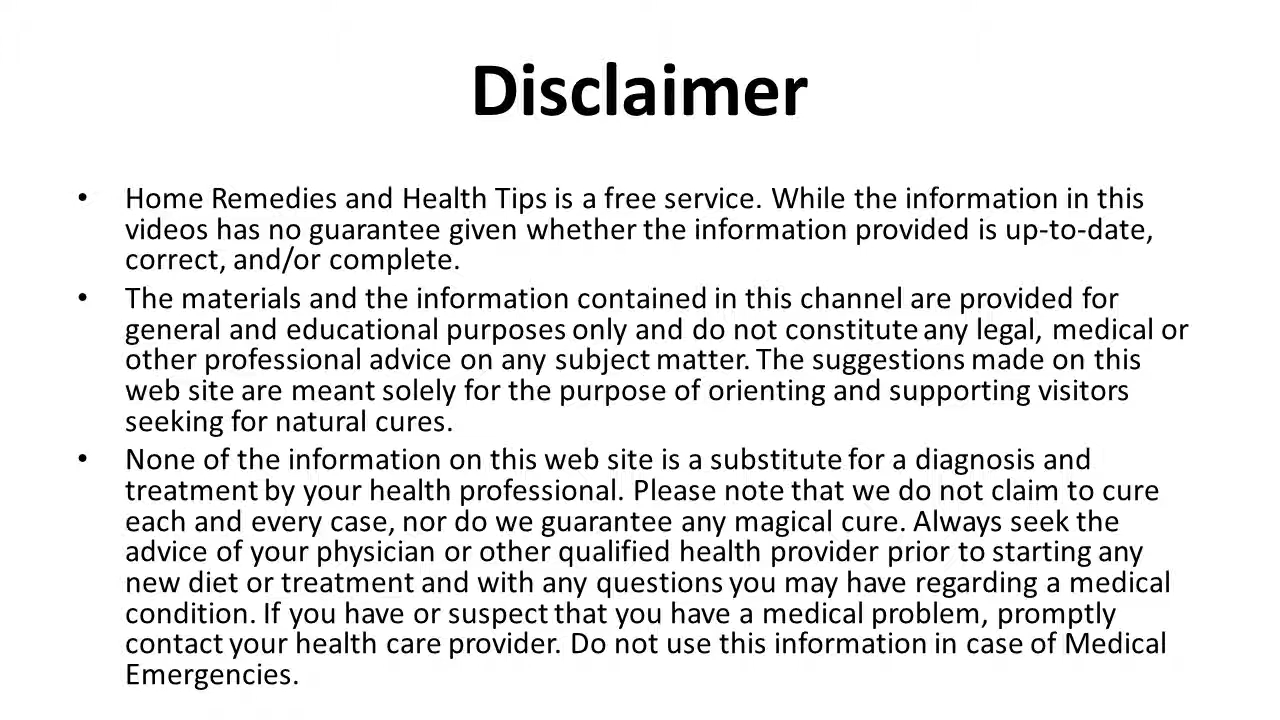 Disclaimer
• Home Remedies and Health Tips is a free service. While the information in this
videos has no guarantee given whether the information provided is up-to-date,
correct, and/or complete.
• The materials and the information contained in this channel are provided for
general and educational purposes only and do not constitute any legal, medical or
other professional advice on any subject matter. The suggestions made on this
web site are meant solely for the purpose of orienting and supporting visitors
seeking for natural cures.
• None of the information on this web site is a substitute for a diagnosis and
treatment by your health professional. Please note that we do not claim to cure
each and every case, nor do we guarantee any magical cure. Always seek the
advice of your physician or other qualified health provider prior to starting any
new diet or treatment and with any questions you may have regarding a medical
condition. If you have or suspect that you have a medical problem, promptly
contact your health care provider. Do not use this information in case of Medical
Emergencies.